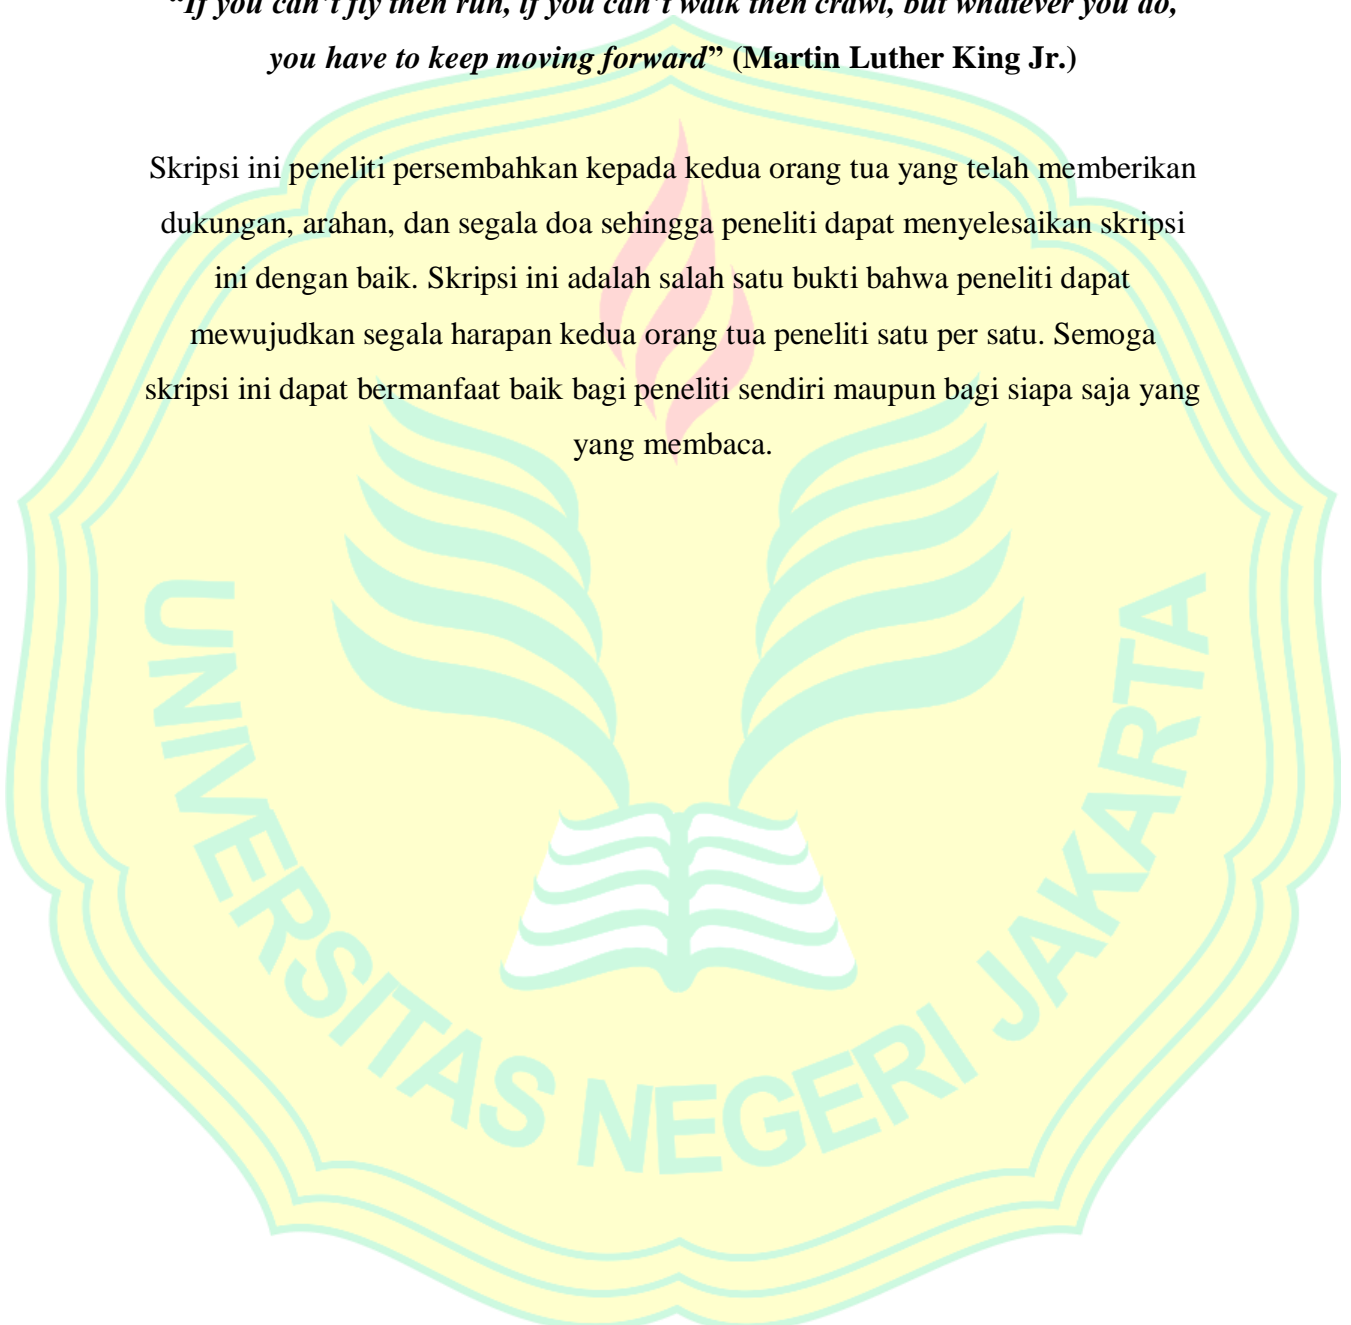 “If you can’t fly then run, if you can’t walk then crawl, but whatever you do,
you have to keep moving forward” (Martin Luther King Jr.)
Skripsi ini peneliti persembahkan kepada kedua orang tua yang telah memberikan
dukungan, arahan, dan segala doa sehingga peneliti dapat menyelesaikan skripsi
ini dengan baik. Skripsi ini adalah salah satu bukti bahwa peneliti dapat
mewujudkan segala harapan kedua orang tua peneliti satu per satu. Semoga
skripsi ini dapat bermanfaat baik bagi peneliti sendiri maupun bagi siapa saja yang
yang membaca.
UNIVERSITAS NEGERI JAKARTA